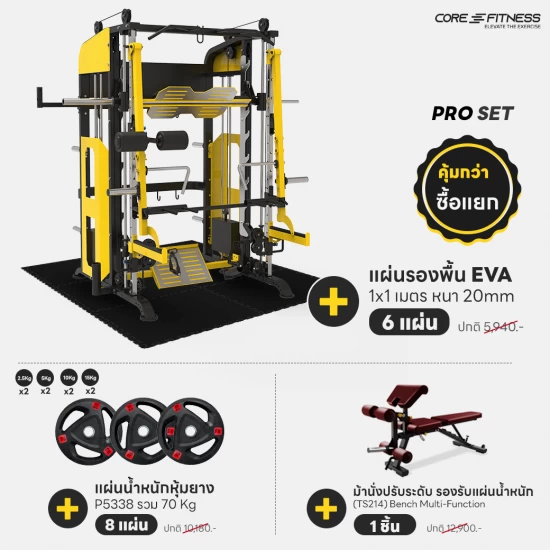 CORE FITNESS
ELEVATE THE EXERCISE
PRO SET
คุ้มกว่า
ซื้อแยก
แผ่นรองพื้น EVA
1x1 เมตร หนา 20mm
6 แผ่น ปกติ 5,940.-
2.5Kg 5Kg 10Kg 15Kg
x2 x2 x2 x2
แผ่นน้ำหนักหุ้มยาง
P5338 รวม 70 Kg
8 แผ่น ปกติ 10,180.-
ม้านั่งปรับระดับ รองรับแผ่นน้ำหนัก
(TS214) Bench Multi-Function
1 ชิ้น ปกติ 12,900.-